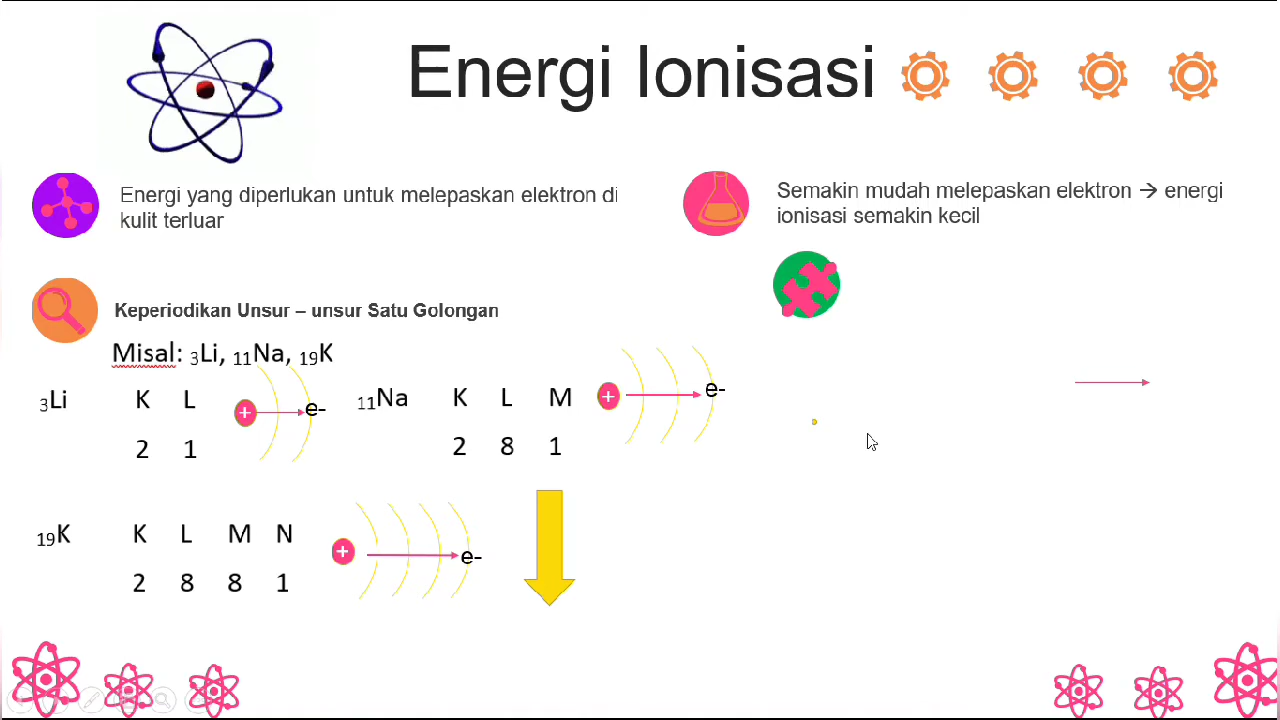 Energi Ionisasi
Energi yang diperlukan untuk melepaskan elektron di
kulit terluar
Semakin mudah melepaskan elektron → energi
ionisasi semakin kecil
Keperiodikan Unsur – unsur Satu Golongan
Misal: ₃Li, ₁₁Na, ₁₉K
₃Li K L + e-
2 1
₁₁Na K L M + e-
2 8 1
₁₉K K L M N + e-
2 8 8 1